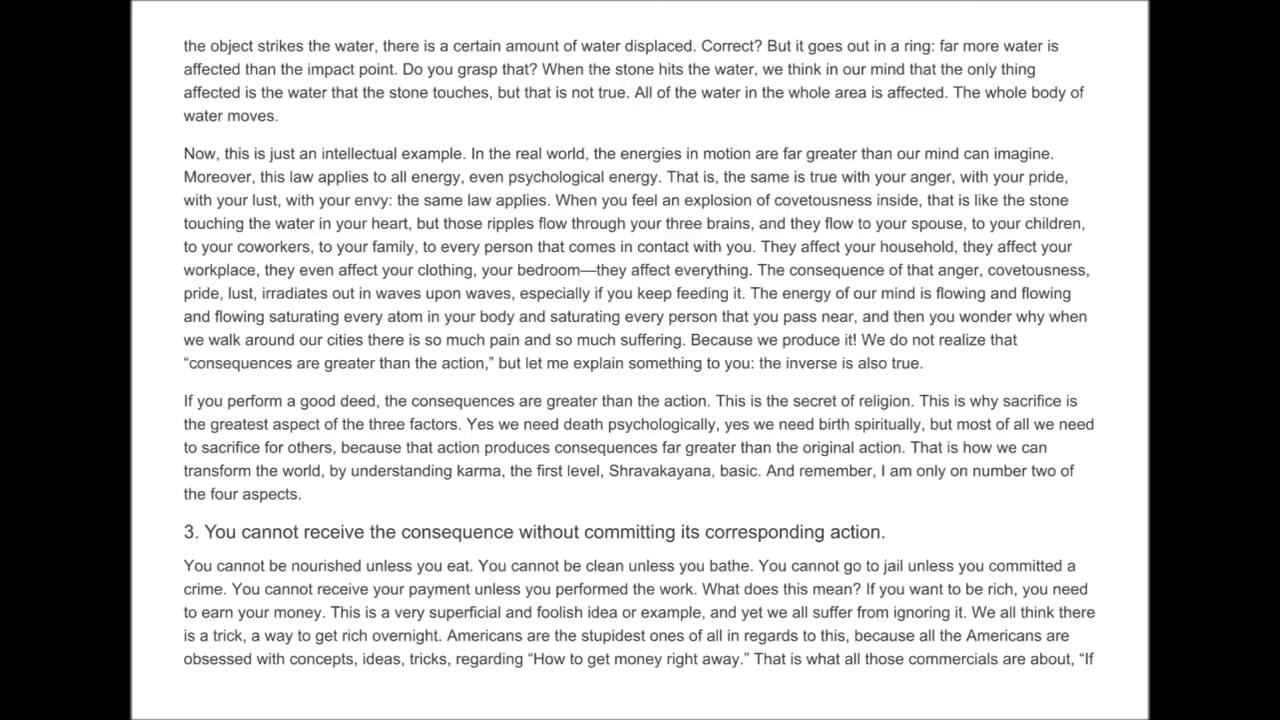 the object strikes the water, there is a certain amount of water displaced. Correct? But it goes out in a ring: far more water is
affected than the impact point. Do you grasp that? When the stone hits the water, we think in our mind that the only thing
affected is the water that the stone touches, but that is not true. All of the water in the whole area is affected. The whole body of
water moves.
Now, this is just an intellectual example. In the real world, the energies in motion are far greater than our mind can imagine.
Moreover, this law applies to all energy, even psychological energy. That is, the same is true with your anger, with your pride,
with your lust, with your envy: the same law applies. When you feel an explosion of covetousness inside, that is like the stone
touching the water in your heart, but those ripples flow through your three brains, and they flow to your spouse, to your children,
to your coworkers, to your family, to every person that comes in contact with you. They affect your household, they affect your
workplace, they even affect your clothing, your bedroom—they affect everything. The consequence of that anger, covetousness,
pride, lust, irradiates out in waves upon waves, especially if you keep feeding it. The energy of our mind is flowing and flowing
and flowing saturating every atom in your body and saturating every person that you pass near, and then you wonder why when
we walk around our cities there is so much pain and so much suffering. Because we produce it! We do not realize that
“consequences are greater than the action,” but let me explain something to you: the inverse is also true.
If you perform a good deed, the consequences are greater than the action. This is the secret of religion. This is why sacrifice is
the greatest aspect of the three factors. Yes we need death psychologically, yes we need birth spiritually, but most of all we need
to sacrifice for others, because that action produces consequences far greater than the original action. That is how we can
transform the world, by understanding karma, the first level, Shravakayana, basic. And remember, I am only on number two of
the four aspects.
3. You cannot receive the consequence without committing its corresponding action.
You cannot be nourished unless you eat. You cannot be clean unless you bathe. You cannot go to jail unless you committed a
crime. You cannot receive your payment unless you performed the work. What does this mean? If you want to be rich, you need
to earn your money. This is a very superficial and foolish idea or example, and yet we all suffer from ignoring it. We all think there
is a trick, a way to get rich overnight. Americans are the stupidest ones of all in regards to this, because all the Americans are
obsessed with concepts, ideas, tricks, regarding “How to get money right away.” That is what all those commercials are about, “If